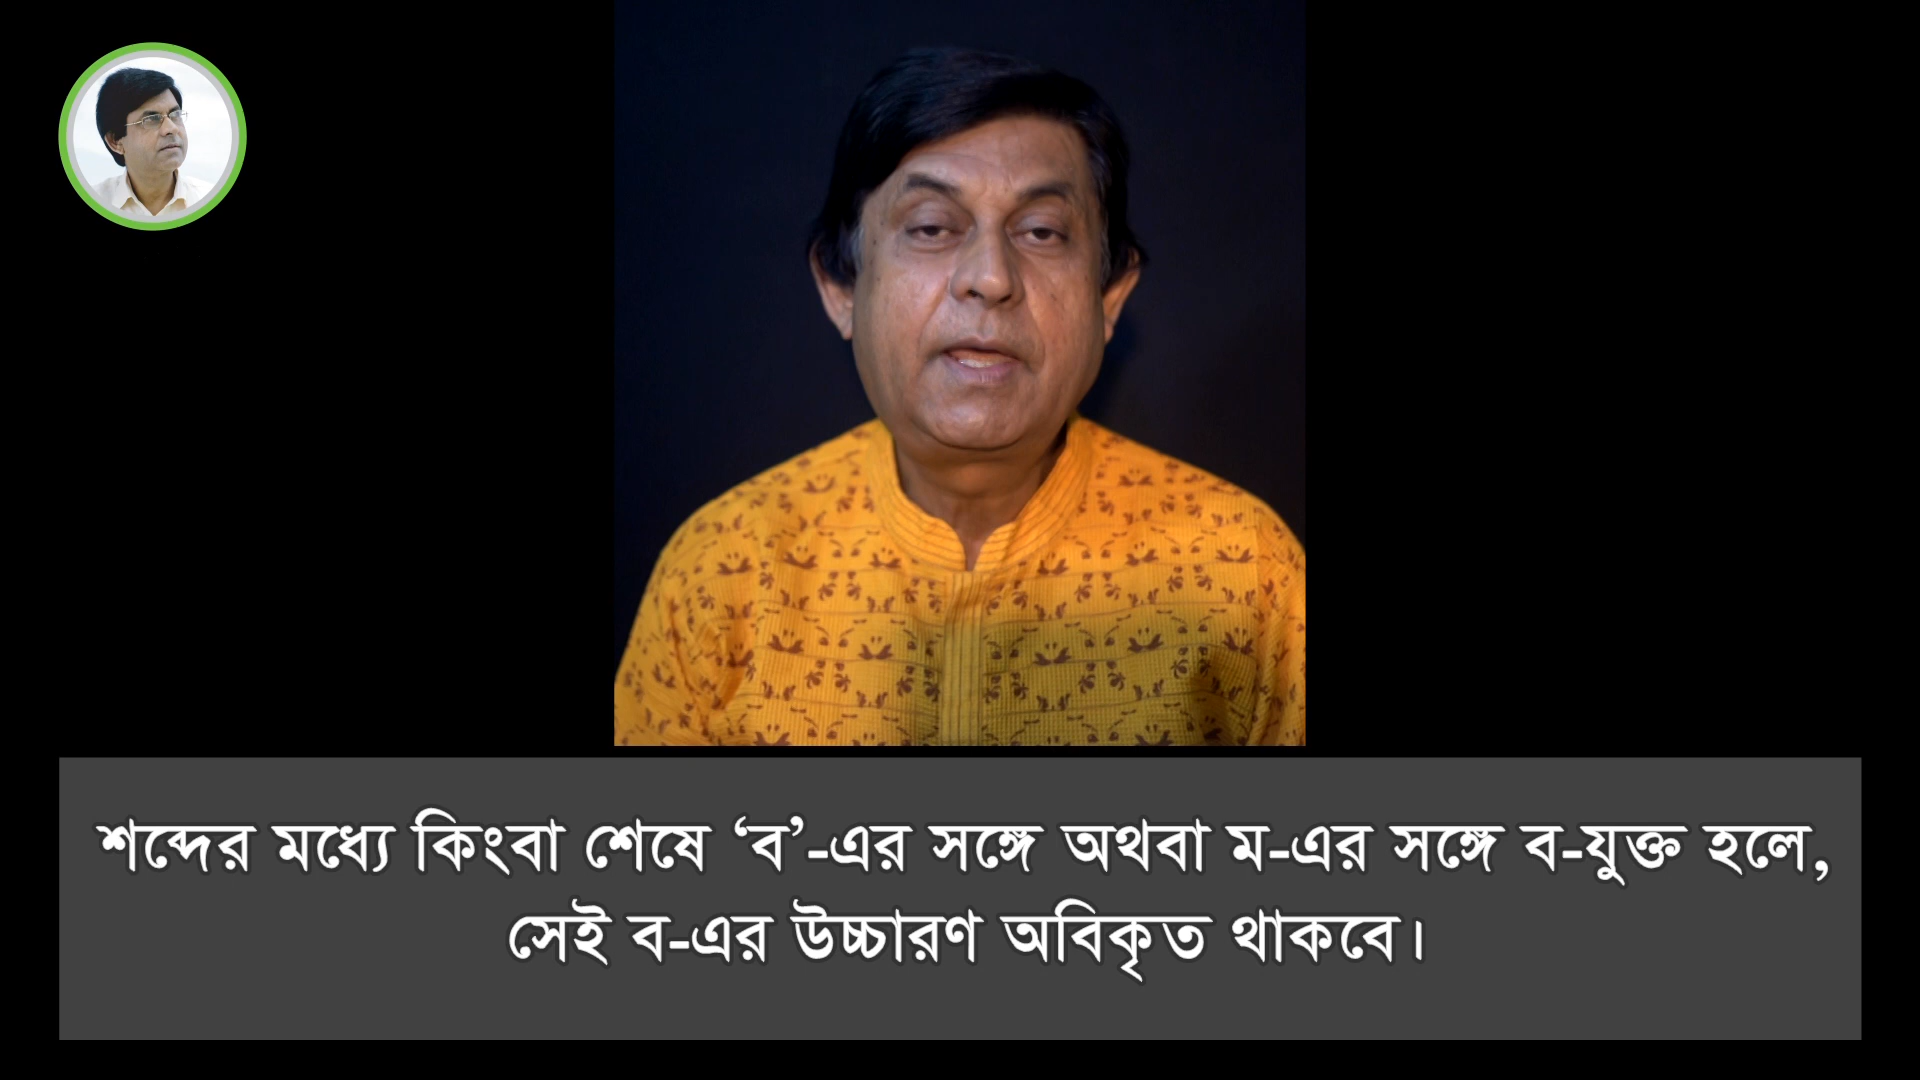 শব্দের মধ্যে কিংবা শেষে ‘ব’-এর সঙ্গে অথবা ম-এর সঙ্গে ব-যুক্ত হলে,
সেই ব-এর উচ্চারণ অবিকৃত থাকবে।